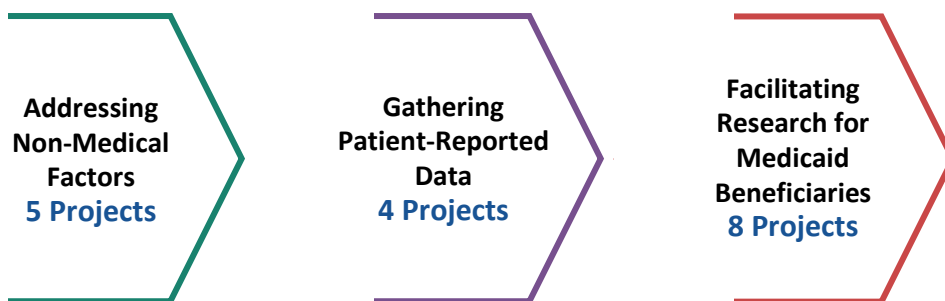 Addressing
Non-Medical
Factors
5 Projects
Gathering
Patient-Reported
Data
4 Projects
Facilitating
Research for
Medicaid
Beneficiaries
8 Projects